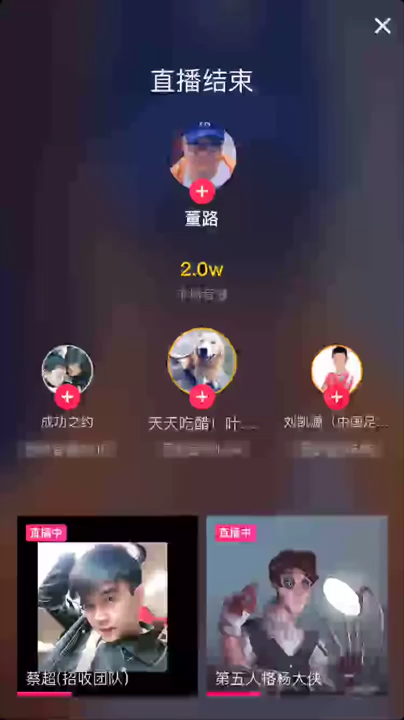 直播结束
董路
2.0w
成功之约
天天吃醋！叶....
刘凯源（中国足...
直播中
直播中
蔡超(招收团队)
第五人格杨大侠